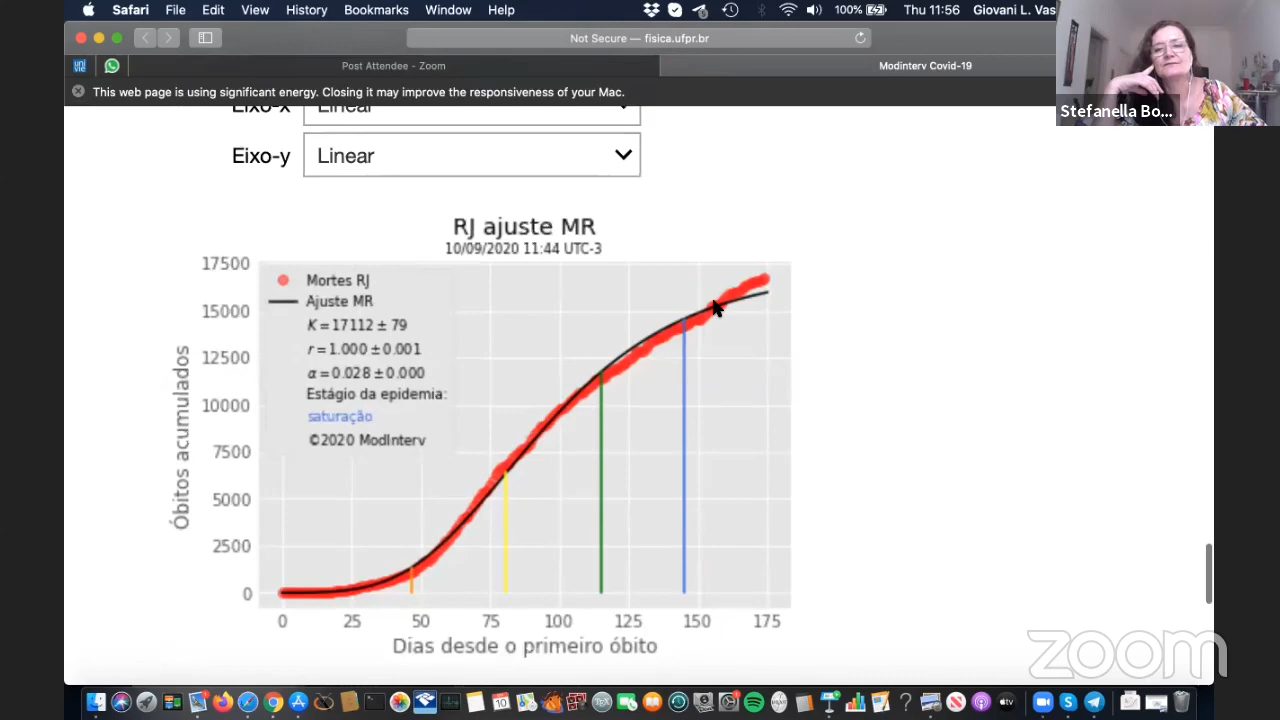 Safari File Edit View History Bookmarks Window Help 100% Thu 11:56 Giovani L. Vas
Not Secure — fisica.ufpr.br
Post Attendee - Zoom Modinterv Covid-19
This web page is using significant energy. Closing it may improve the responsiveness of your Mac.
Stefanella Bo...
Eixo-x Linear
Eixo-y Linear
RJ ajuste MR
10/09/2020 11:44 UTC-3
Mortes RJ
Ajuste MR
K = 17112 ± 79
r = 1.000 ± 0.001
α = 0.028 ± 0.000
Estágio da epidemia:
saturação
©2020 ModInterv
Óbitos acumulados
17500
15000
12500
10000
7500
5000
2500
0
0 25 50 75 100 125 150 175
Dias desde o primeiro óbito
zoom